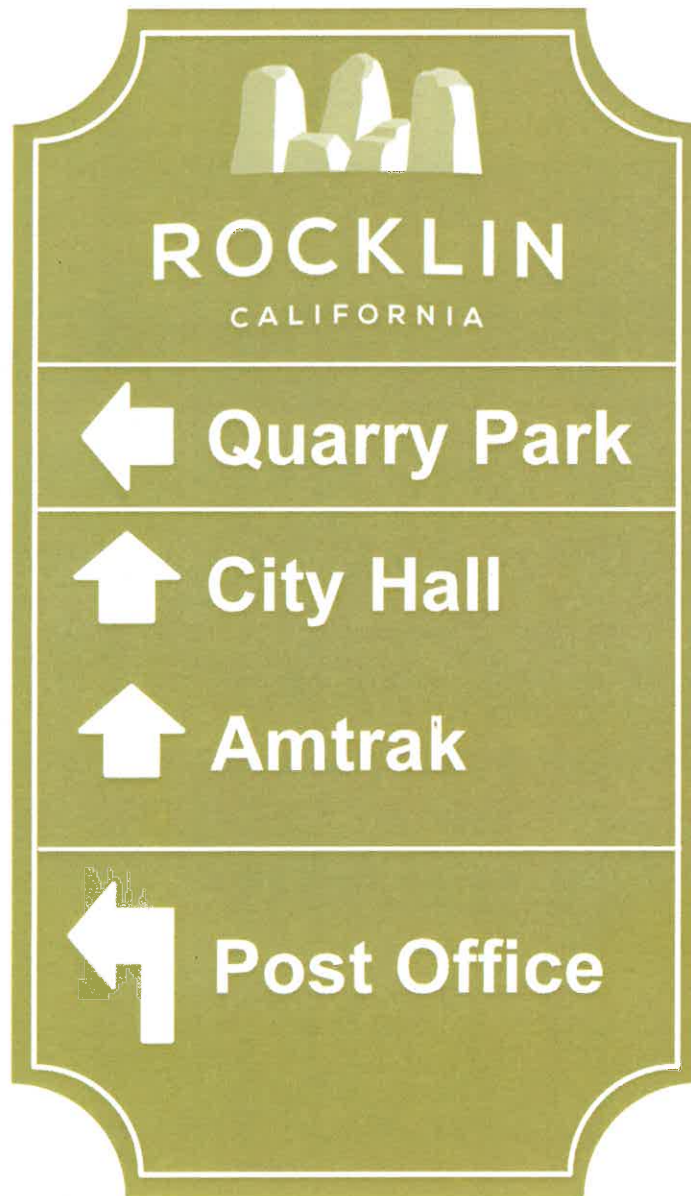 ROCKLIN
CALIFORNIA
Quarry Park
City Hall
Amtrak
Post Office